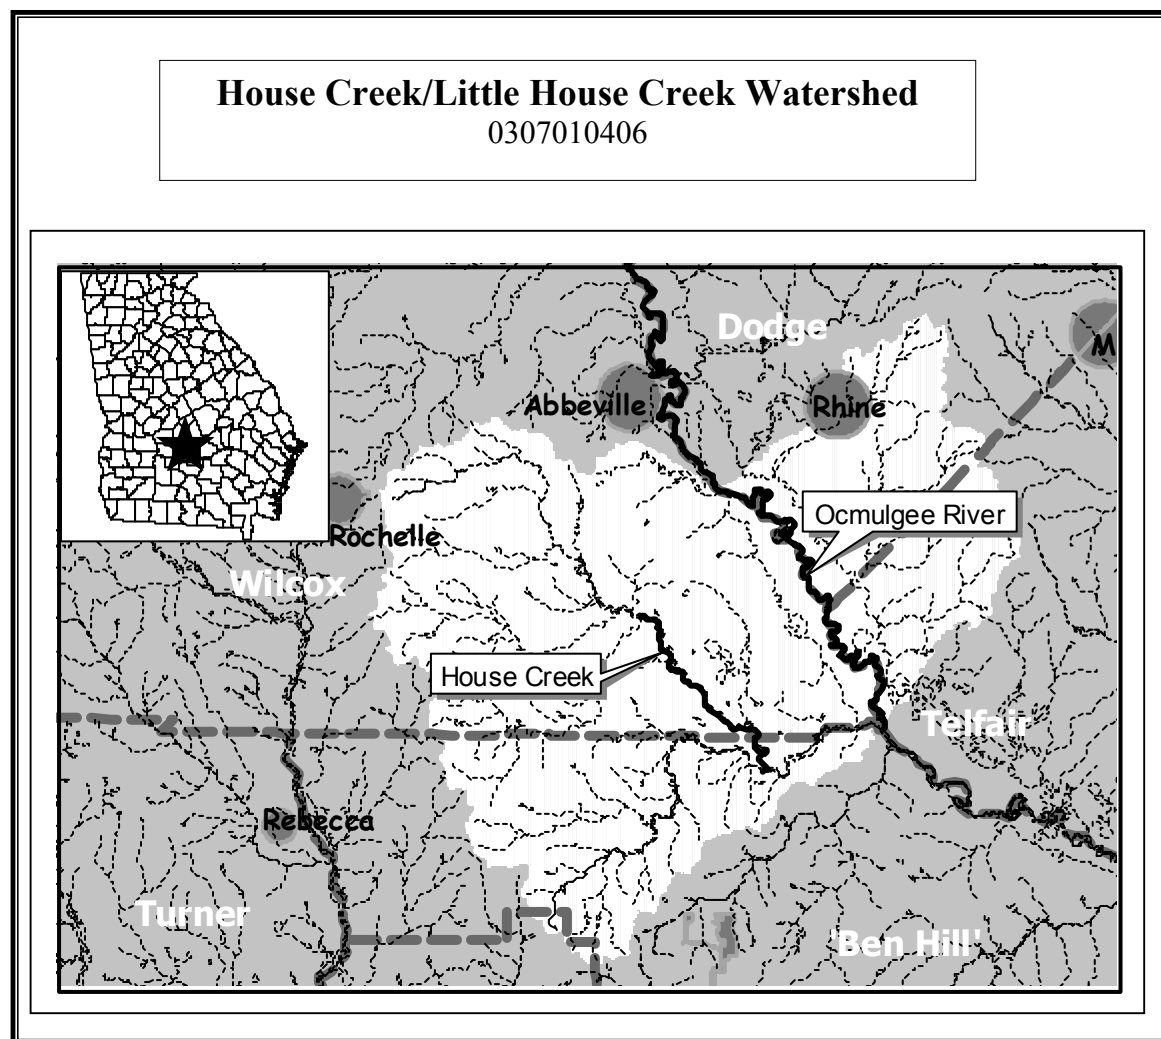 House Creek/Little House Creek Watershed
0307010406
Dodge
M
Abbeville
Rhine
Ocmulgee River
Rochelle
Wilcox
House Creek
Telfair
Rebecca
Turner
'Ben Hill'